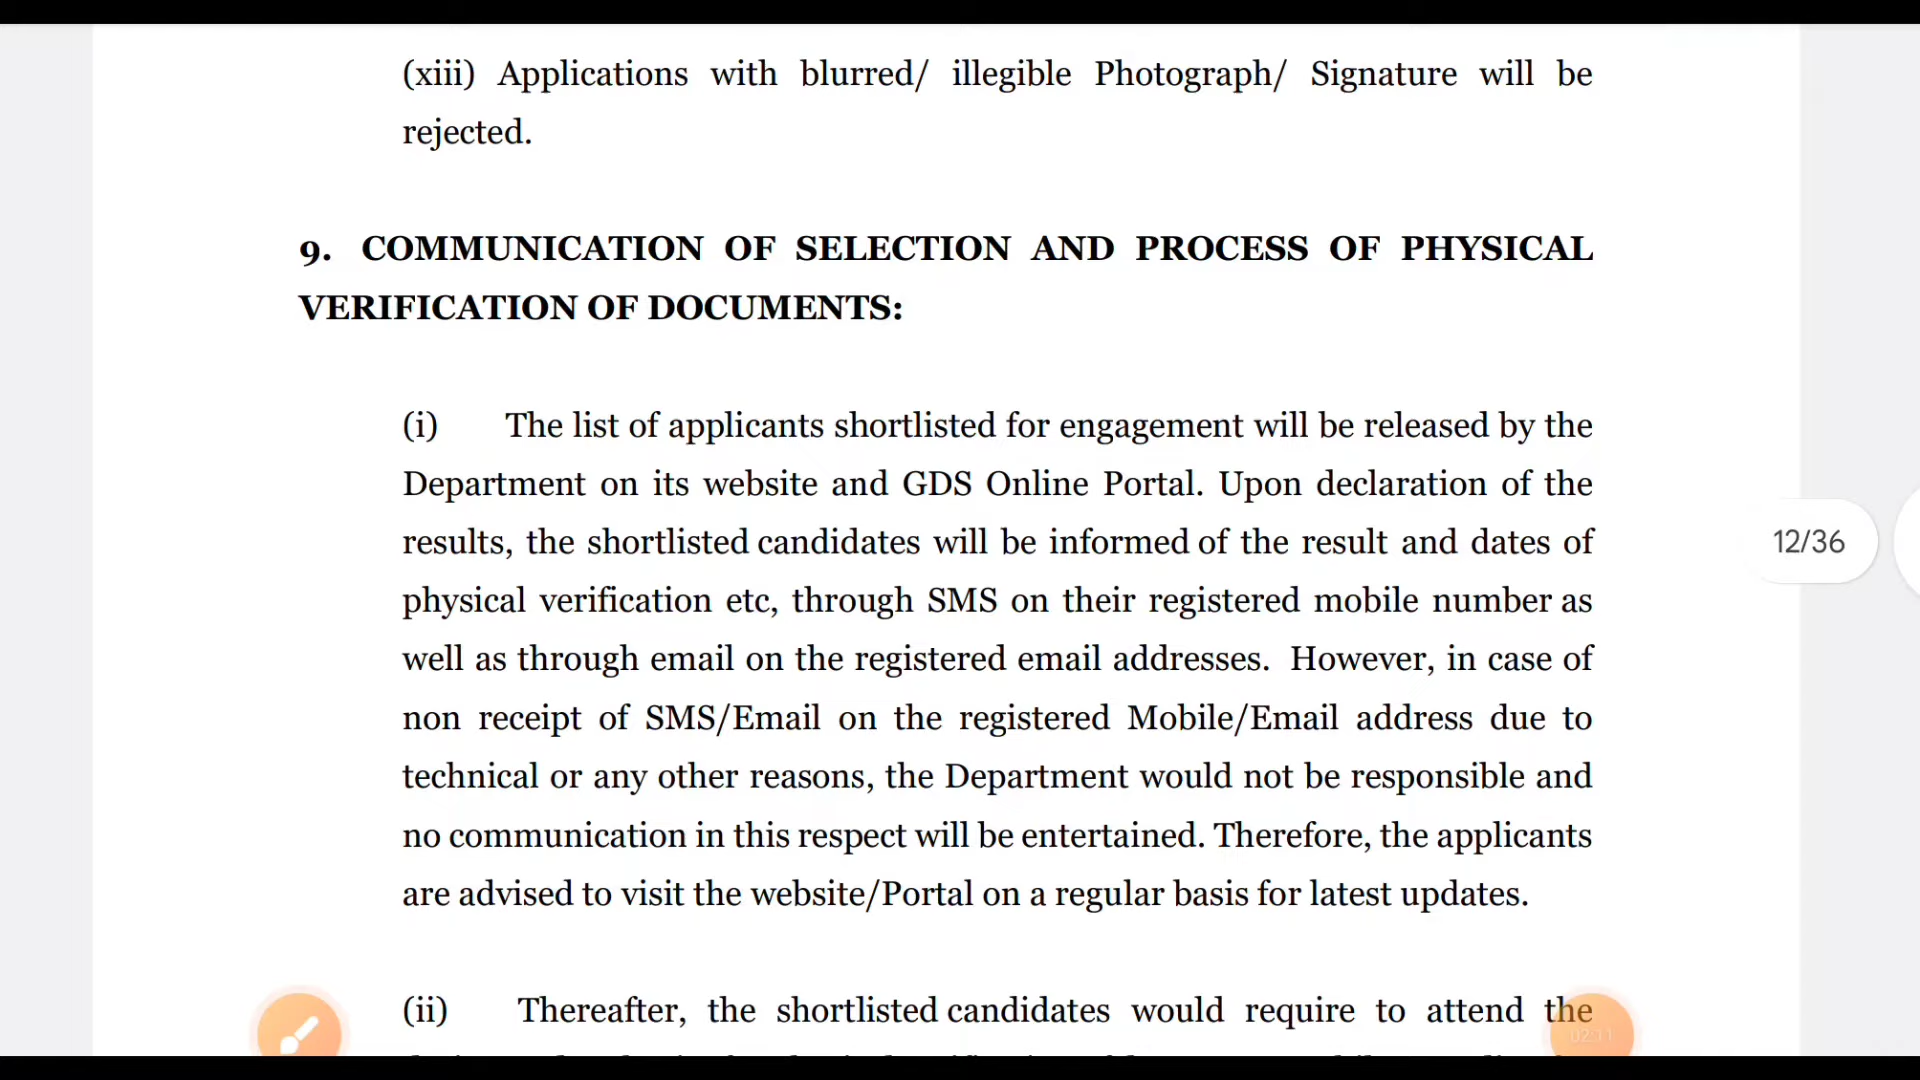 (xiii) Applications with blurred/ illegible Photograph/ Signature will be
rejected.
9. COMMUNICATION OF SELECTION AND PROCESS OF PHYSICAL
VERIFICATION OF DOCUMENTS:
(i) The list of applicants shortlisted for engagement will be released by the
Department on its website and GDS Online Portal. Upon declaration of the
results, the shortlisted candidates will be informed of the result and dates of
physical verification etc, through SMS on their registered mobile number as
well as through email on the registered email addresses. However, in case of
non receipt of SMS/Email on the registered Mobile/Email address due to
technical or any other reasons, the Department would not be responsible and
no communication in this respect will be entertained. Therefore, the applicants
are advised to visit the website/Portal on a regular basis for latest updates.
12/36
(ii) Thereafter, the shortlisted candidates would require to attend the
02:11